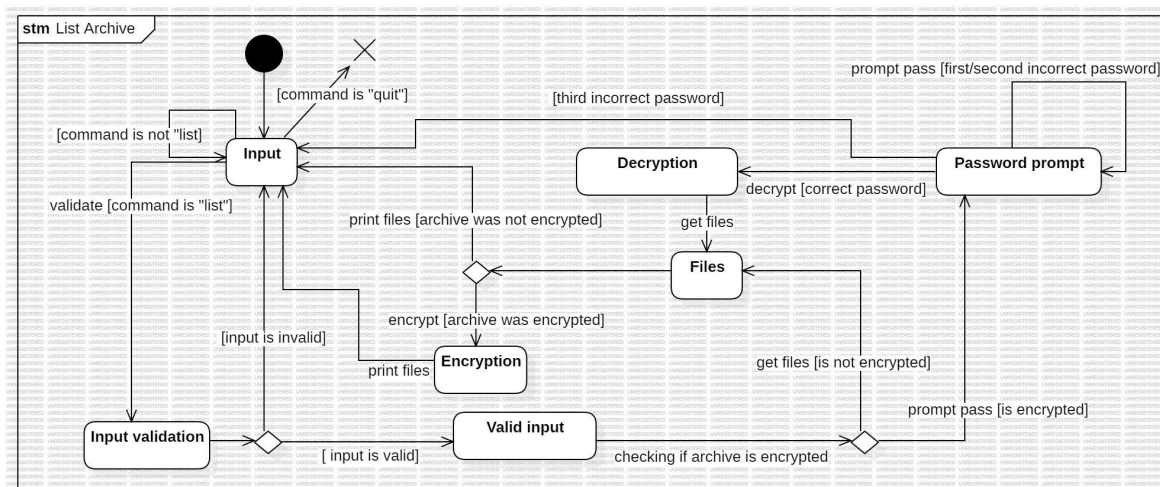 stm List Archive
prompt pass [first/second incorrect password]
[command is "quit"]
[third incorrect password]
[command is not "list]
Input
Decryption
Password prompt
decrypt [correct password]
validate [command is "list"]
print files [archive was not encrypted]
get files
Files
encrypt [archive was encrypted]
[input is invalid]
Encryption
print files
get files [is not encrypted]
prompt pass [is encrypted]
Input validation
Valid input
[ input is valid]
checking if archive is encrypted